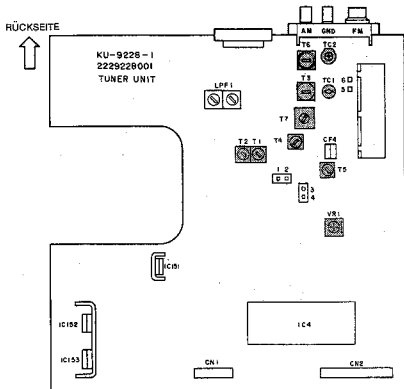 RÜCKSEITE
KU-9226-1
2229228001
TUNER UNIT
AM GND FM
T6 TC2
LPF1
T3 TC1
6
5
T7
T4
CF4
T2 T1
T5
1 2
3
4
VR1
IC151
IC152
IC4
IC153
CN1
CN2